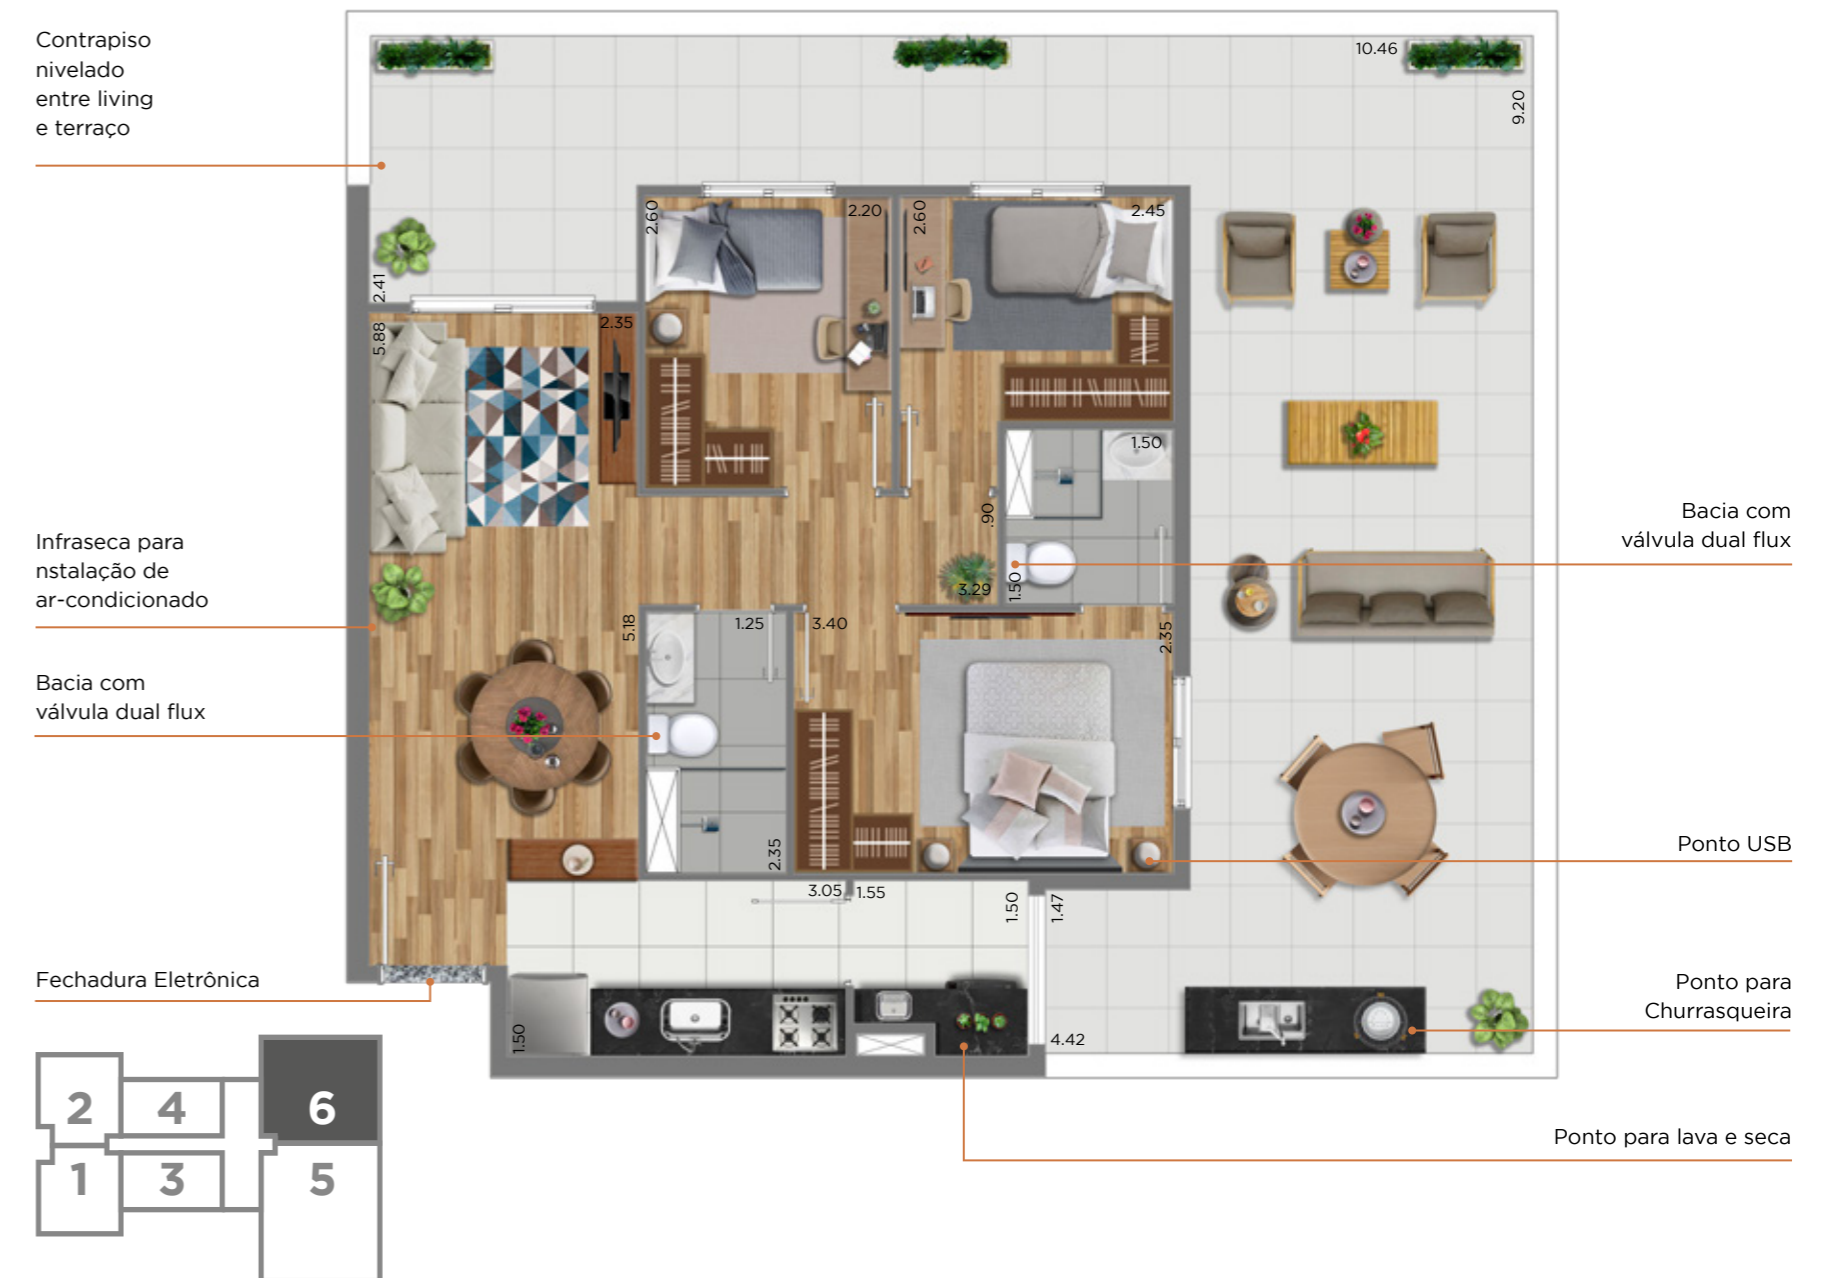 Contrapiso
nivelado
entre living
e terraço
10.46
9.20
2.60
2.20
2.60
2.45
2.41
5.88
2.35
1.50
.90
1.50
3.29
Infraseca para
nstalação de
ar-condicionado
Bacia com
válvula dual flux
Bacia com
válvula dual flux
5.18
1.25
3.40
2.35
2.35
Ponto USB
3.05
1.55
1.50
1.47
Fechadura Eletrônica
Ponto para
Churrasqueira
1.50
4.42
Ponto para lava e seca
2
4
6
1
3
5